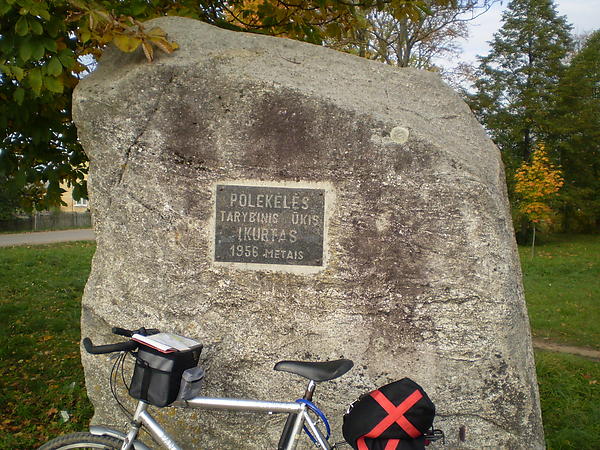 POLEKĖLĖS
TARYBINIS ŪKIS
ĮKURTAS
1956 METAIS